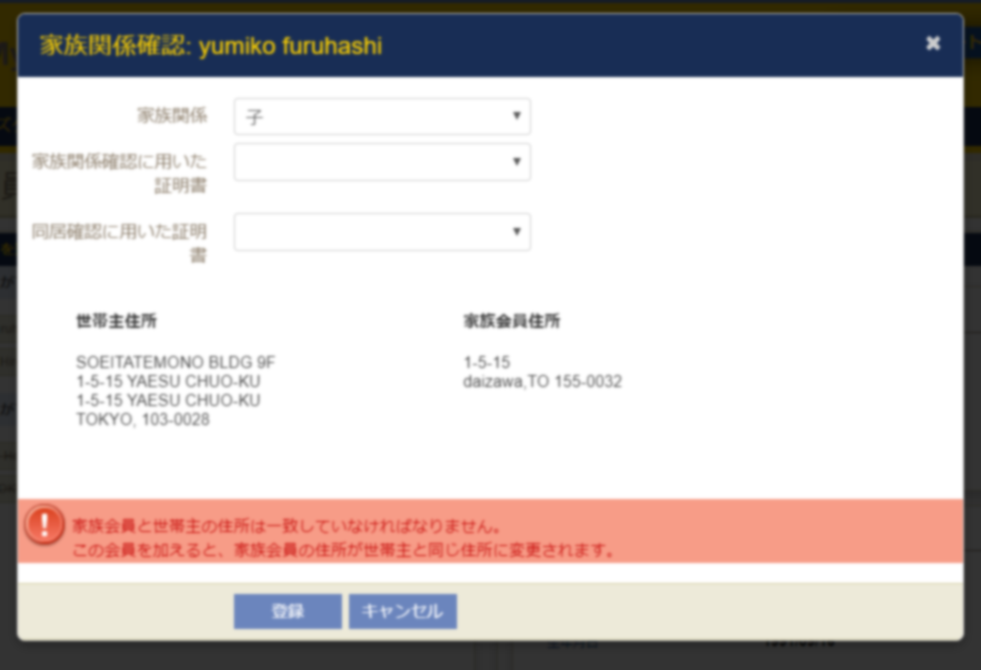 家族関係確認: yumiko furuhashi
家族関係
子
家族関係確認に用いた
証明書
同居確認に用いた証明
書
世帯主住所
SOEITATEMONO BLDG 9F
1-5-15 YAESU CHUO-KU
1-5-15 YAESU CHUO-KU
TOKYO, 103-0028
家族会員住所
1-5-15
daizawa,TO 155-0032
家族会員と世帯主の住所は一致していなければなりません。
この会員を加えると、家族会員の住所が世帯主と同じ住所に変更されます。
登録
キャンセル